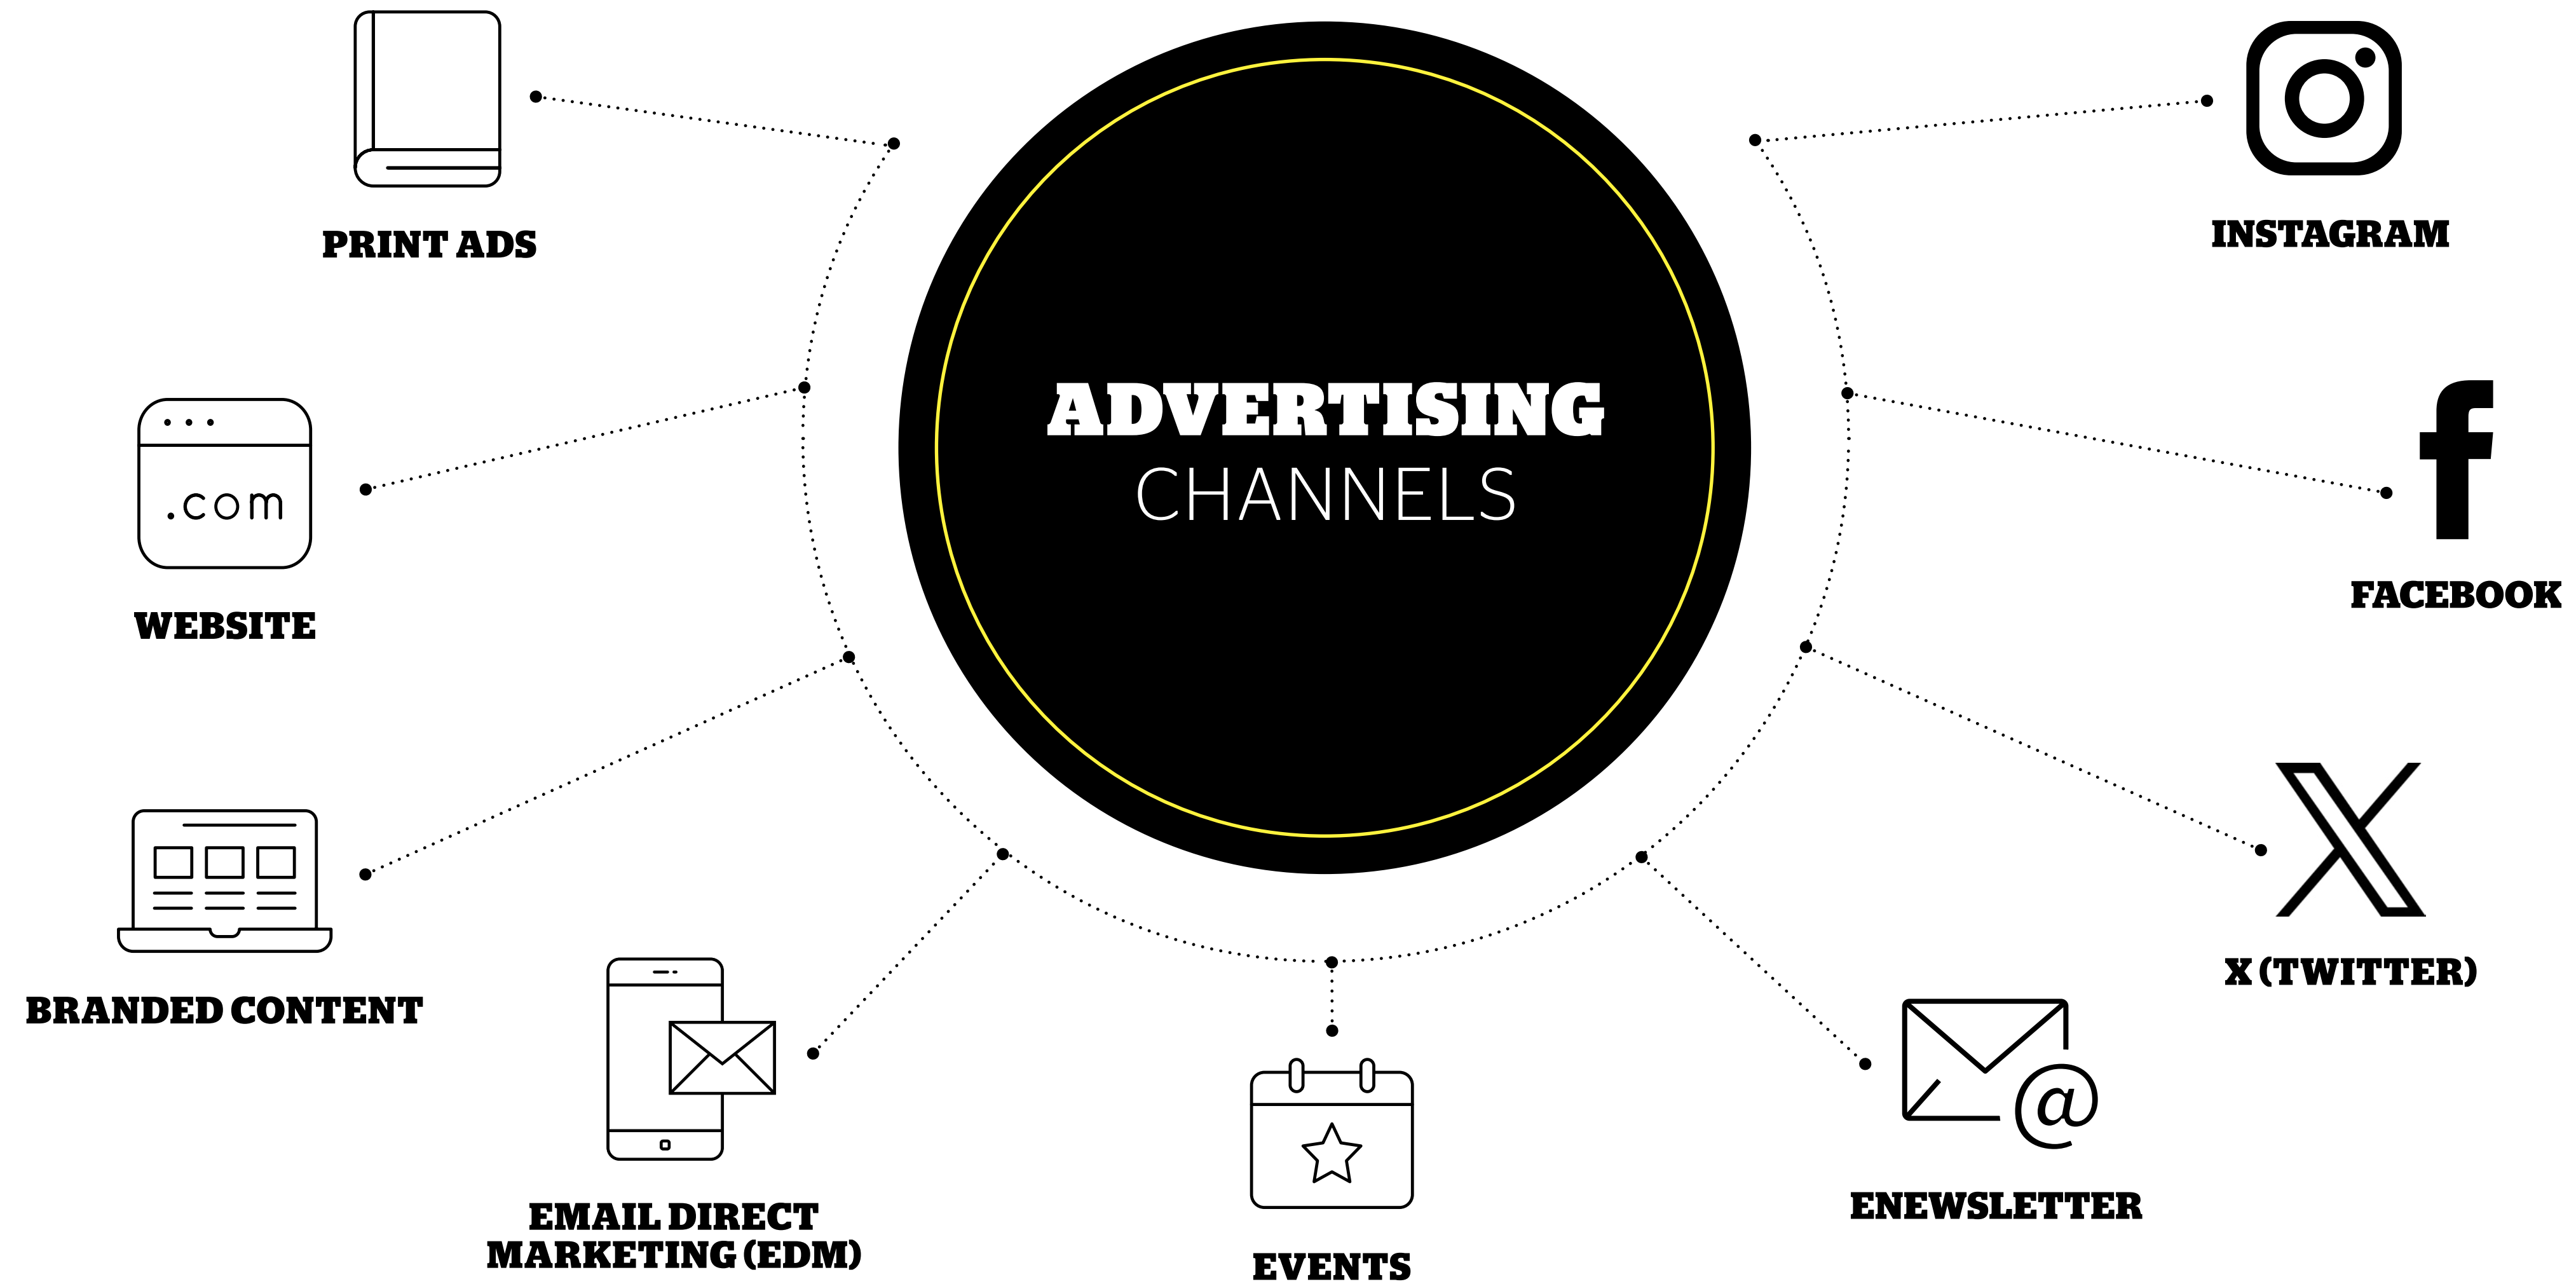 ADVERTISING
CHANNELS
PRINT ADS
.com
WEBSITE
BRANDED CONTENT
EMAIL DIRECT
MARKETING (EDM)
EVENTS
@
ENEWSLETTER
X (TWITTER)
f
FACEBOOK
INSTAGRAM